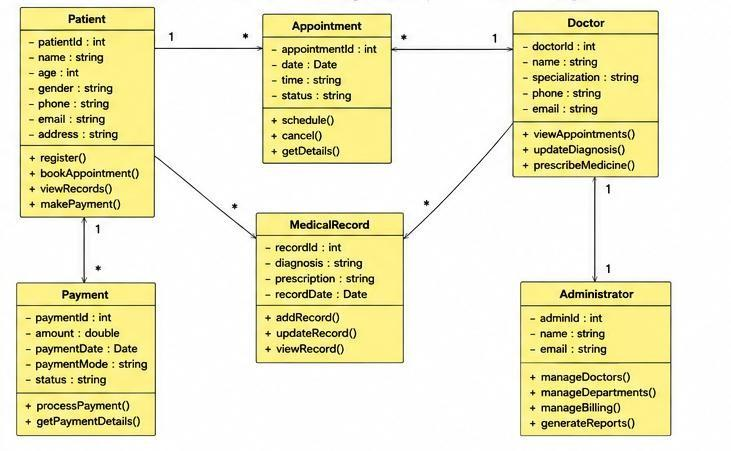 Patient
– patientId : int
– name : string
– age : int
– gender : string
– phone : string
– email : string
– address : string
+ register()
+ bookAppointment()
+ viewRecords()
+ makePayment()
1
*
Appointment
– appointmentId : int
– date : Date
– time : string
– status : string
+ schedule()
+ cancel()
+ getDetails()
*
1
Doctor
– doctorId : int
– name : string
– specialization : string
– phone : string
– email : string
+ viewAppointments()
+ updateDiagnosis()
+ prescribeMedicine()
*
*
MedicalRecord
– recordId : int
– diagnosis : string
– prescription : string
– recordDate : Date
+ addRecord()
+ updateRecord()
+ viewRecord()
1
*
Payment
– paymentId : int
– amount : double
– paymentDate : Date
– paymentMode : string
– status : string
+ processPayment()
+ getPaymentDetails()
1
1
Administrator
– adminId : int
– name : string
– email : string
+ manageDoctors()
+ manageDepartments()
+ manageBilling()
+ generateReports()